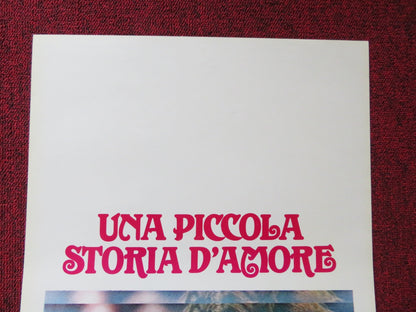 UNA PICCOLA
STORIA D'AMORE